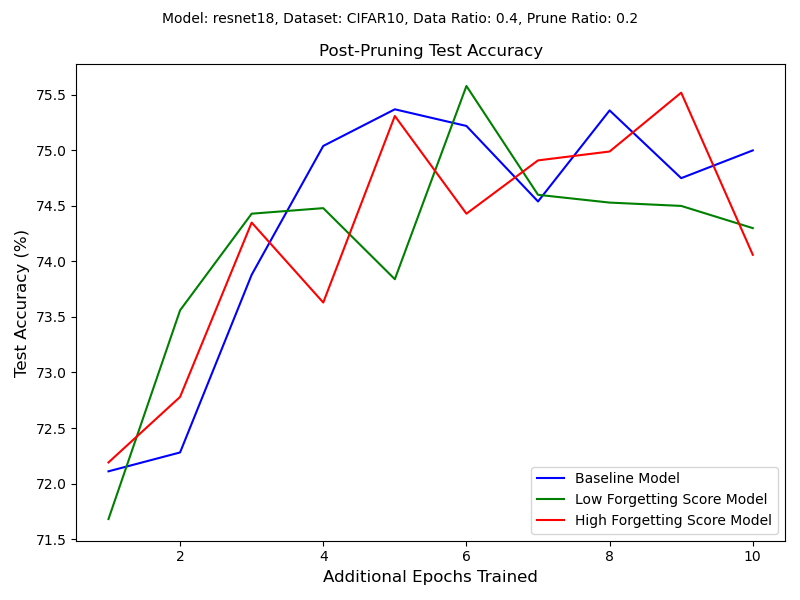 Model: resnet18, Dataset: CIFAR10, Data Ratio: 0.4, Prune Ratio: 0.2
Post-Pruning Test Accuracy
Test Accuracy (%)
75.5
75.0
74.5
74.0
73.5
73.0
72.5
72.0
71.5
Baseline Model
Low Forgetting Score Model
High Forgetting Score Model
2 4 6 8 10
Additional Epochs Trained